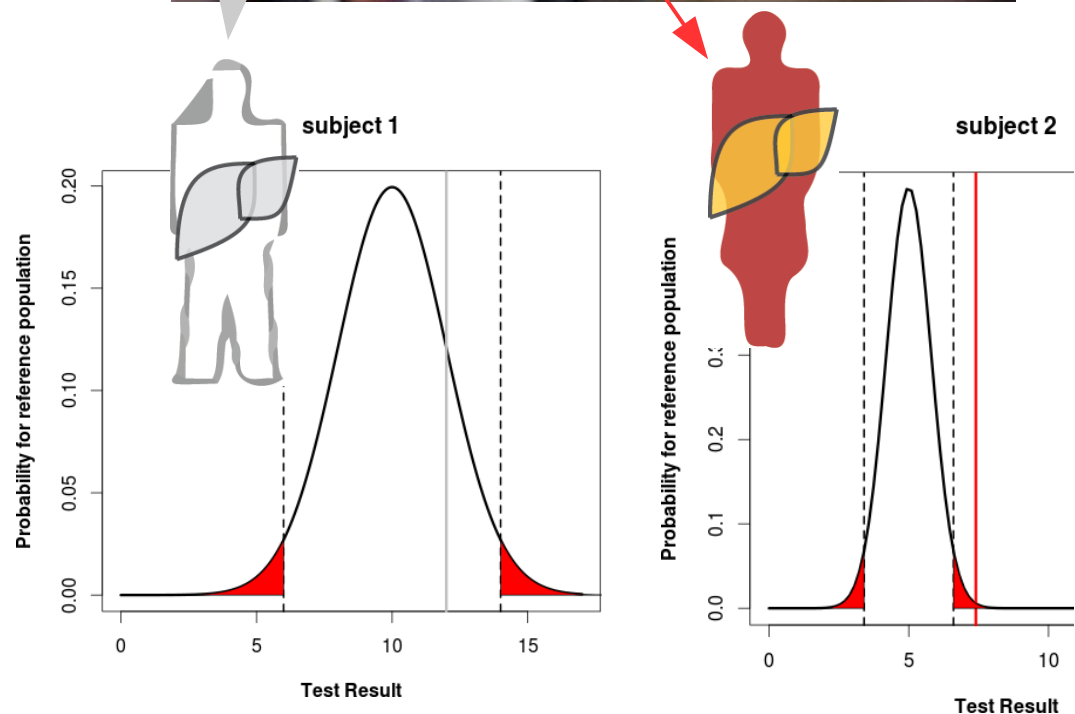 subject 1
subject 2
Probability for reference population
0.20
0.15
0.10
0.05
0.00
0 5 10 15
Test Result
Probability for reference population
0.2
0.1
0.0
0 5 10
Test Result